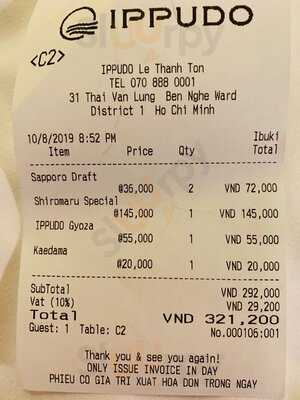 IPPUDO
<C2>
IPPUDO Le Thanh Ton
TEL 070 888 0001
31 Thai Van Lung Ben Nghe Ward
District 1 Ho Chi Minh
10/8/2019 8:52 PM Ibuki
Item Price Qty Total
Sapporo Draft
₫36,000 2 VND 72,000
Shiromaru Special
₫145,000 1 VND 145,000
IPPUDO Gyoza
₫55,000 1 VND 55,000
Kaedama
₫20,000 1 VND 20,000
SubTotal VND 292,000
Vat (10%) VND 29,200
Total VND 321,200
Guest: 1 Table: C2 No.000106:001
Thank you & see you again!
ONLY ISSUE INVOICE IN DAY
PHIEU CO GIA TRI XUAT HOA DON TRONG NGAY